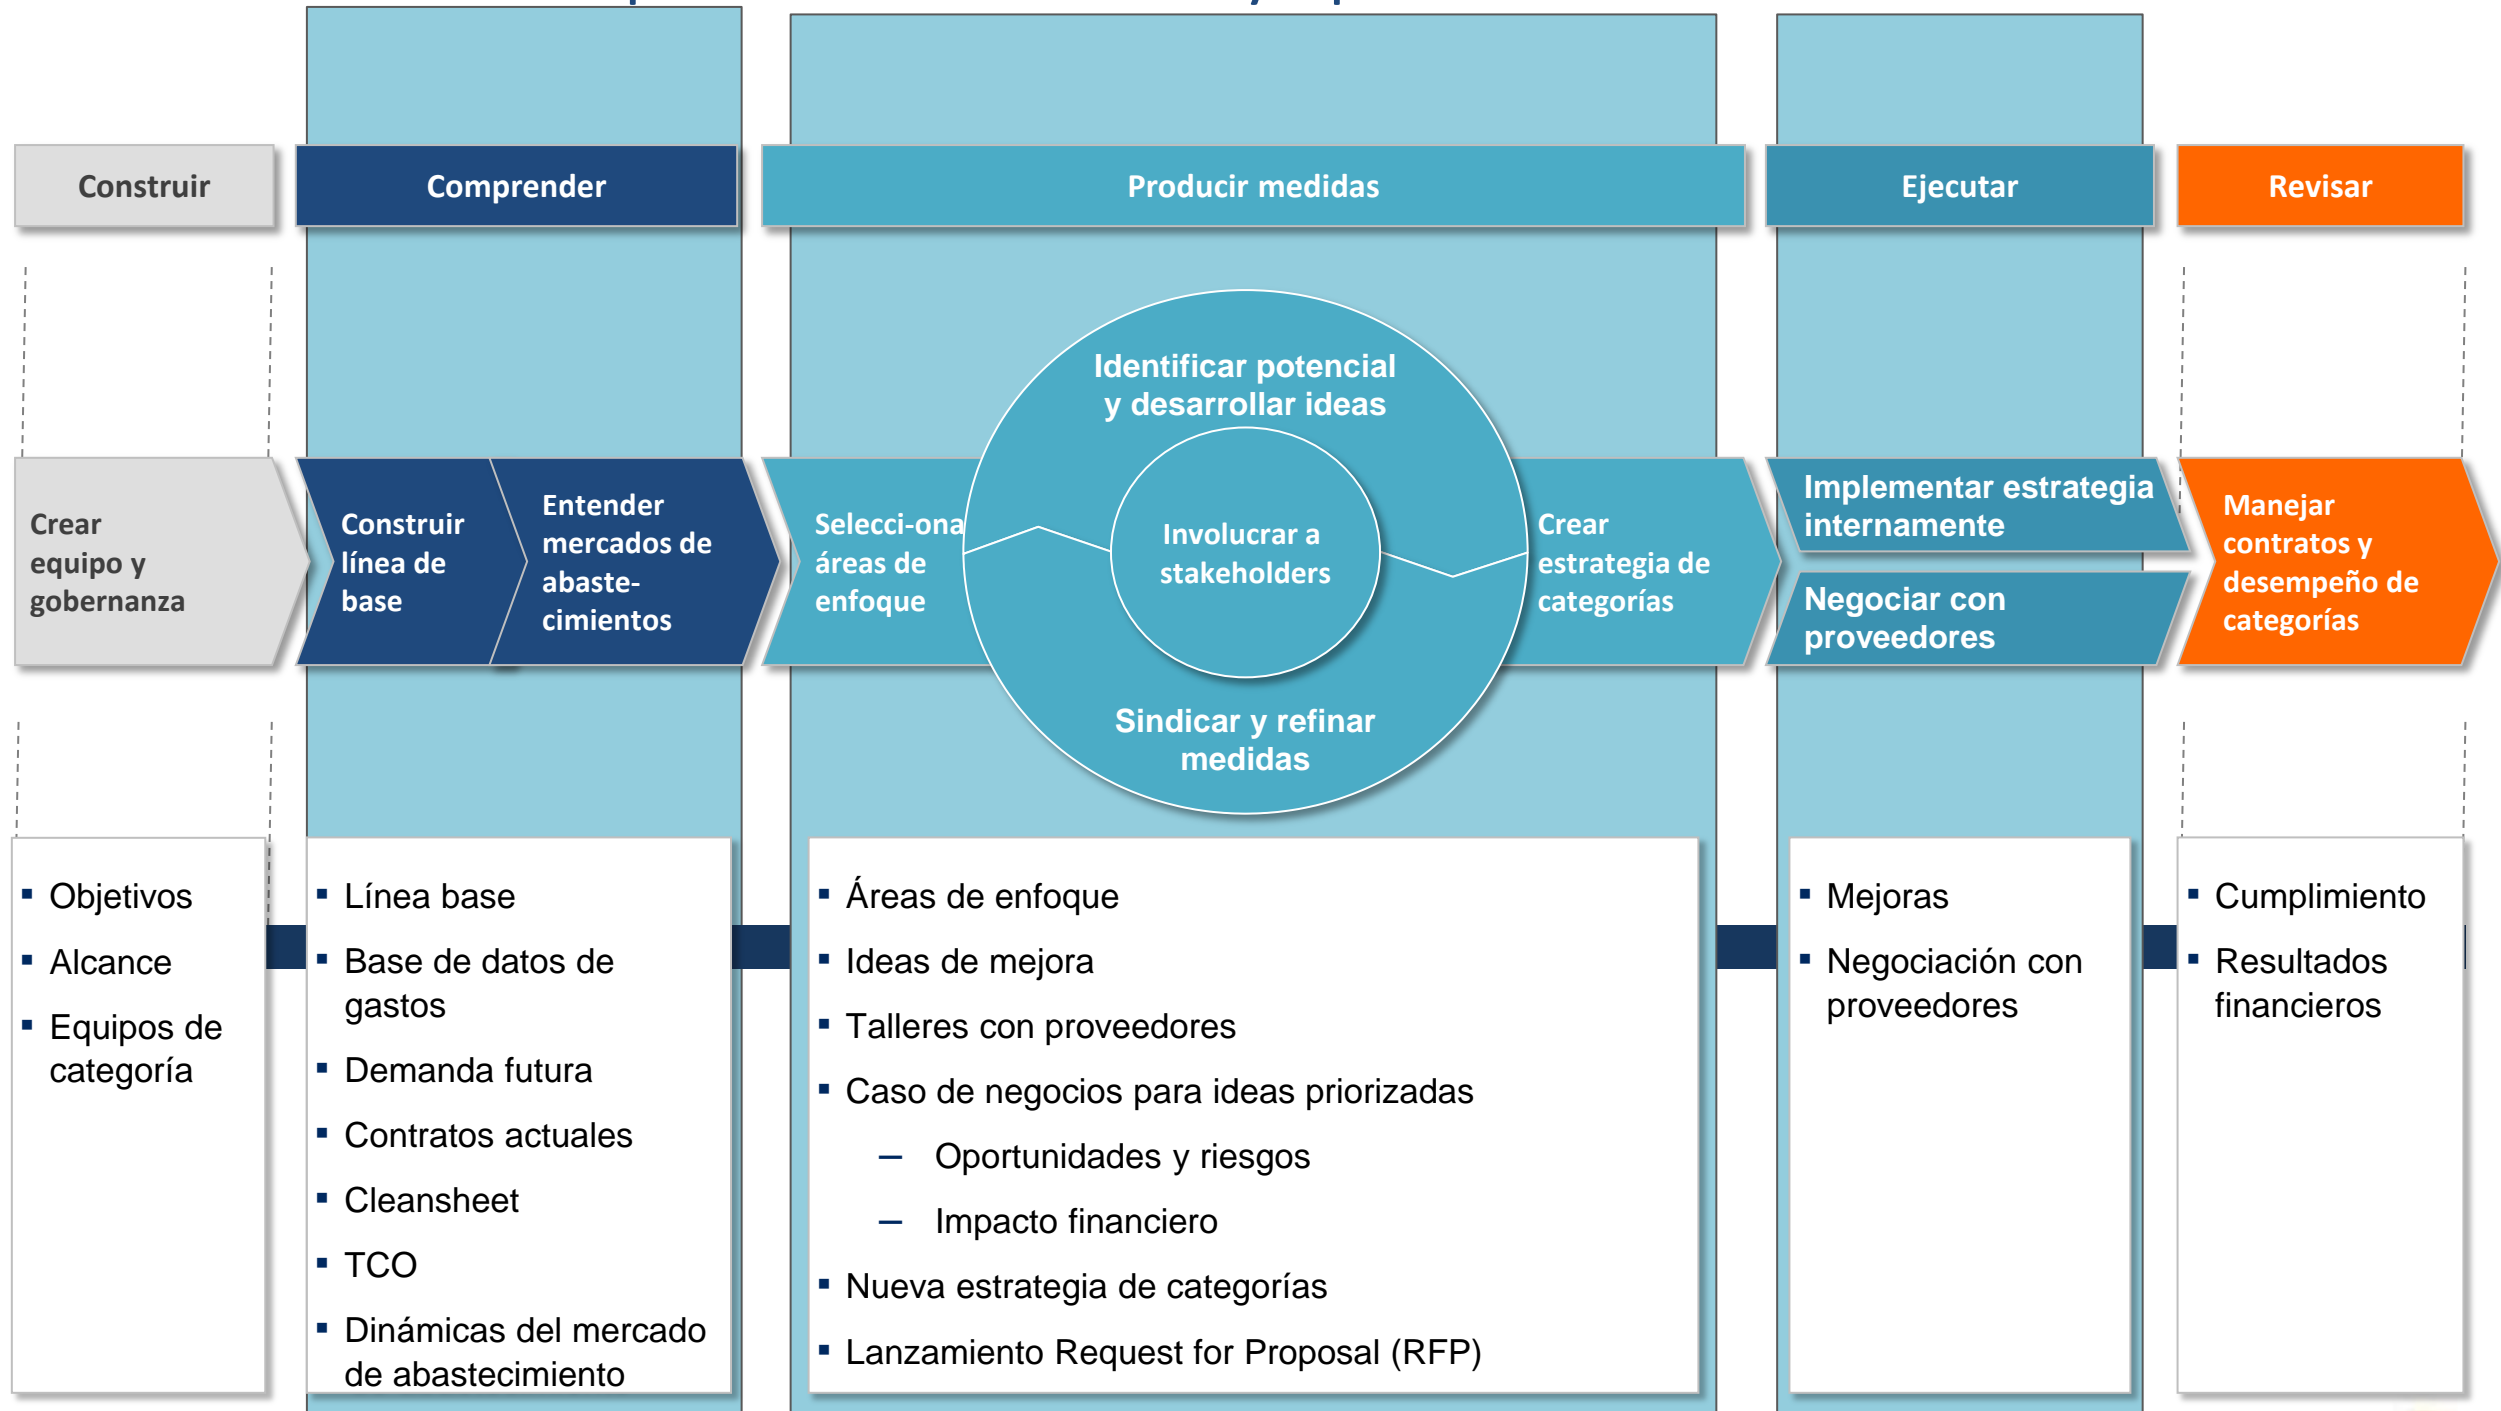 Construir
Comprender
Producir medidas
Ejecutar
Revisar
Identificar potencial
y desarrollar ideas
Crear
equipo y
gobernanza
Construir
línea de
base
Entender
mercados de
abaste-
cimientos
Selecci-ona
áreas de
enfoque
Involucrar a
stakeholders
Crear
estrategia de
categorías
Implementar estrategia
internamente
Negociar con
proveedores
Manejar
contratos y
desempeño de
categorías
Sindicar y refinar
medidas
▪ Objetivos
▪ Alcance
▪ Equipos de
categoría
▪ Línea base
▪ Base de datos de
gastos
▪ Demanda futura
▪ Contratos actuales
▪ Cleansheet
▪ TCO
▪ Dinámicas del mercado
de abastecimiento
▪ Áreas de enfoque
▪ Ideas de mejora
▪ Talleres con proveedores
▪ Caso de negocios para ideas priorizadas
– Oportunidades y riesgos
– Impacto financiero
▪ Nueva estrategia de categorías
▪ Lanzamiento Request for Proposal (RFP)
▪ Mejoras
▪ Negociación con
proveedores
▪ Cumplimiento
▪ Resultados
financieros